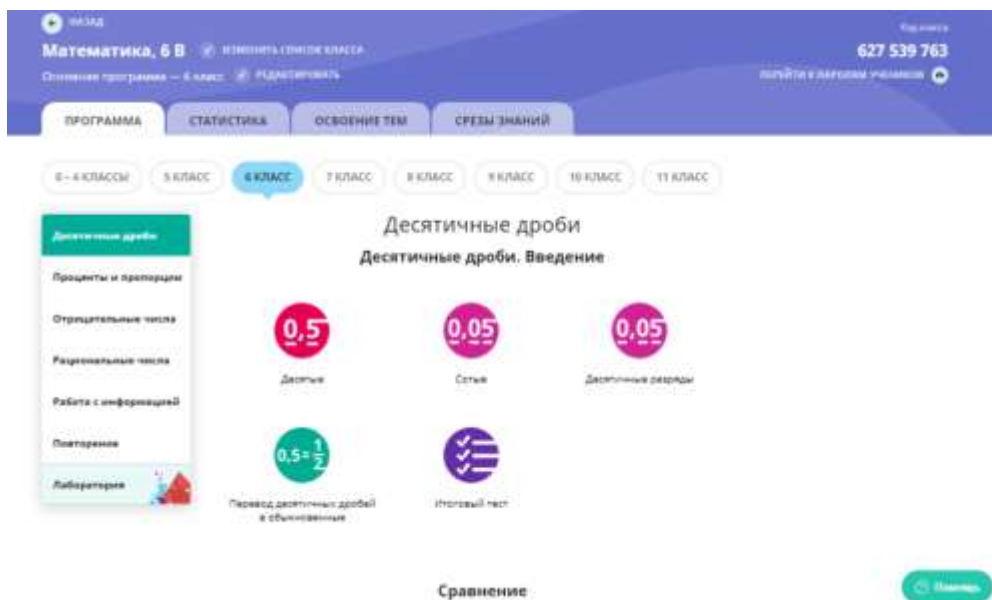 НАЗАД
Математика, 6 В ИЗМЕНИТЬ СПИСОК КЛАССА
Код класса
627 539 763
Основная программа — 6 класс РЕДАКТИРОВАТЬ
ПЕРЕЙТИ К ПАРОЛЯМ УЧЕНИКОВ
ПРОГРАММА СТАТИСТИКА ОСВОЕНИЕ ТЕМ СРЕЗЫ ЗНАНИЙ
0–4 КЛАССЫ 5 КЛАСС 6 КЛАСС 7 КЛАСС 8 КЛАСС 9 КЛАСС 10 КЛАСС 11 КЛАСС
Десятичные дроби
Проценты и пропорции
Отрицательные числа
Рациональные числа
Работа с информацией
Повторение
Лаборатория
Десятичные дроби
Десятичные дроби. Введение
0,5 0,05 0,05
Десятые Сотые Десятичные разряды
0,5=1/2
Перевод десятичных дробей
в обыкновенные
Итоговый тест
Сравнение
Помощь